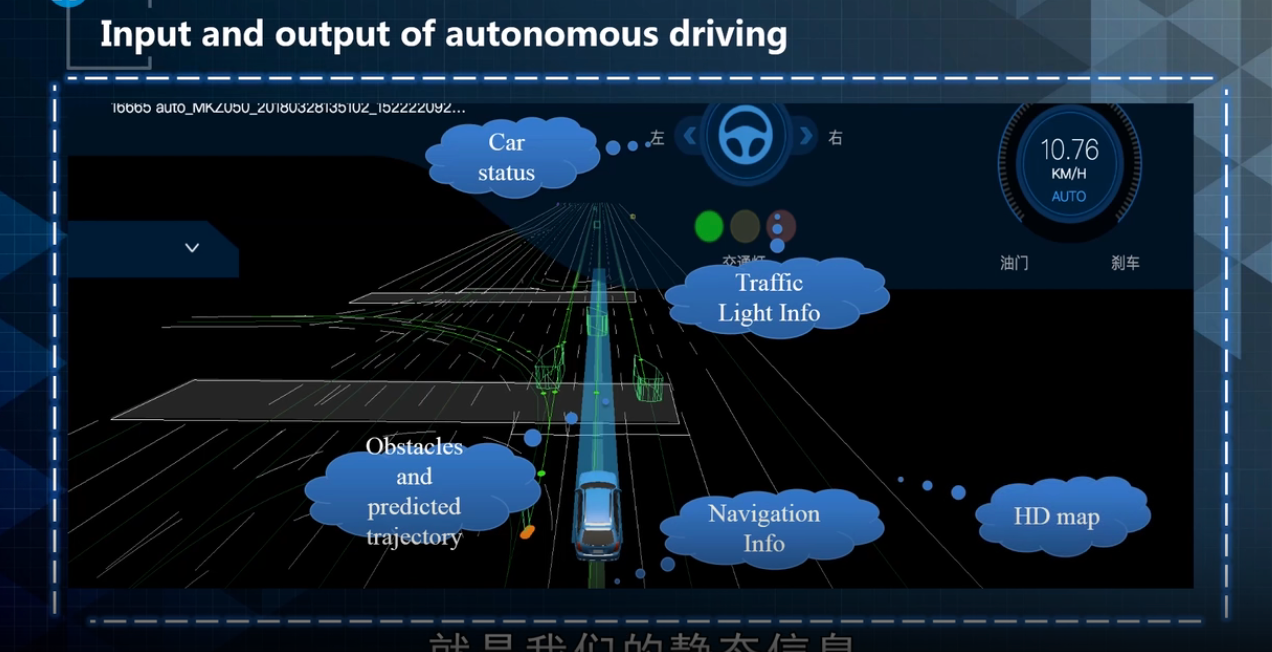 Input and output of autonomous driving
16665 auto_MKZ050_20180328135102_152222092...
Car
status
左
右
10.76
KM/H
AUTO
交通灯
油门
刹车
Traffic
Light Info
Obstacles
and
predicted
trajectory
Navigation
Info
HD map
就是我们的静态信息